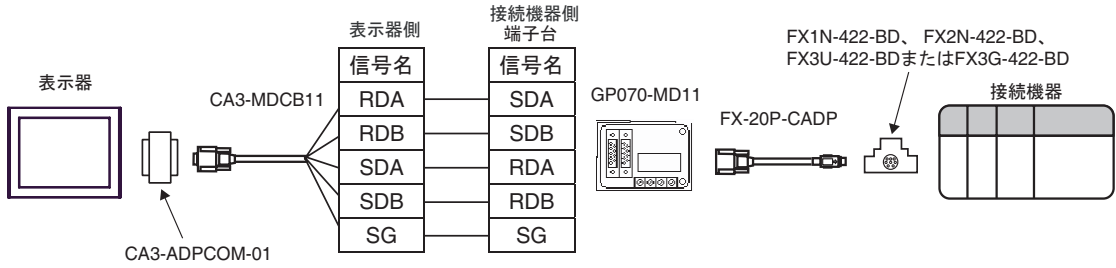 表示器
CA3-ADPCOM-01
CA3-MDCB11
表示器側
信号名
RDA
RDB
SDA
SDB
SG
接続機器側
端子台
信号名
SDA
SDB
RDA
RDB
SG
GP070-MD11
FX-20P-CADP
FX1N-422-BD、 FX2N-422-BD、
FX3U-422-BDまたはFX3G-422-BD
接続機器